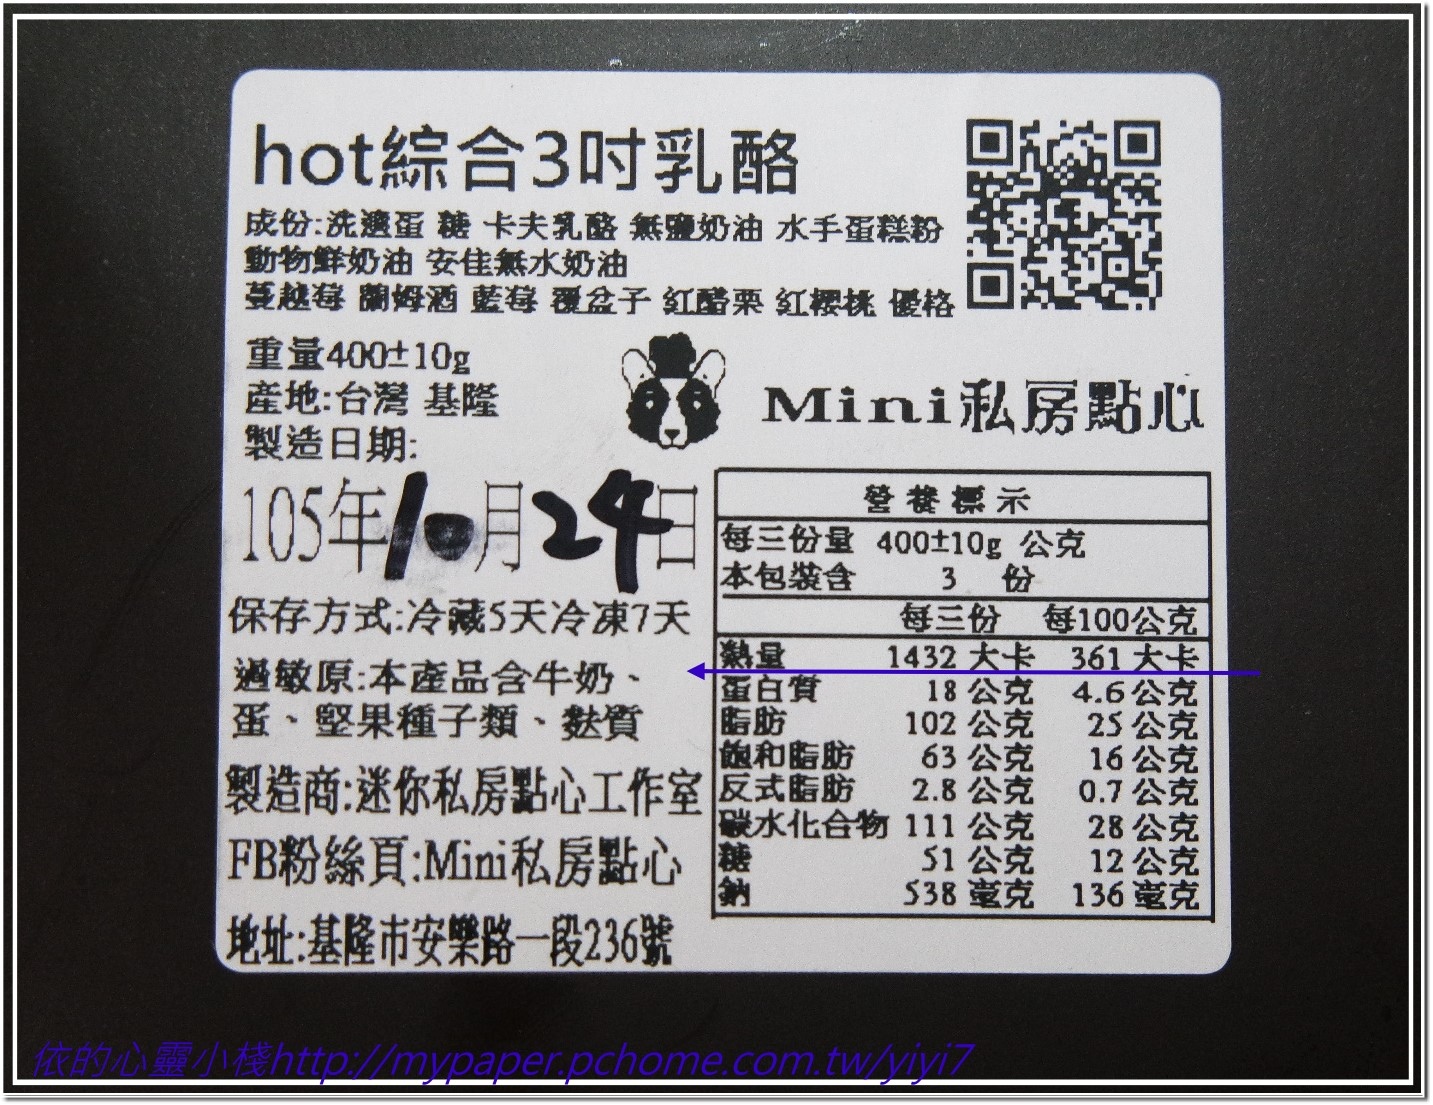 hot綜合3吋乳酪
成份:洗選蛋 糖 卡夫乳酪 無鹽奶油 水手蛋糕粉
動物鮮奶油 安佳無水奶油
蔓越莓 蘭姆酒 藍莓 覆盆子 紅醋栗 紅櫻桃 優格
重量400±10g
產地:台灣 基隆
製造日期:
105年10月24日
保存方式:冷藏5天冷凍7天
過敏原:本產品含牛奶、
蛋、堅果種子類、麩質
製造商:迷你私房點心工作室
FB粉絲頁:Mini私房點心
地址:基隆市安樂路一段236號
Mini私房點心
營養標示
每三份量 400±10g 公克
本包裝含 3 份
每三份 每100公克
熱量 1432 大卡 361 大卡
蛋白質 18 公克 4.6 公克
脂肪 102 公克 25 公克
飽和脂肪 63 公克 16 公克
反式脂肪 2.8 公克 0.7 公克
碳水化合物 111 公克 28 公克
糖 51 公克 12 公克
鈉 538 毫克 136 毫克
依的心靈小棧http://mypaper.pchome.com.tw/yiyi7